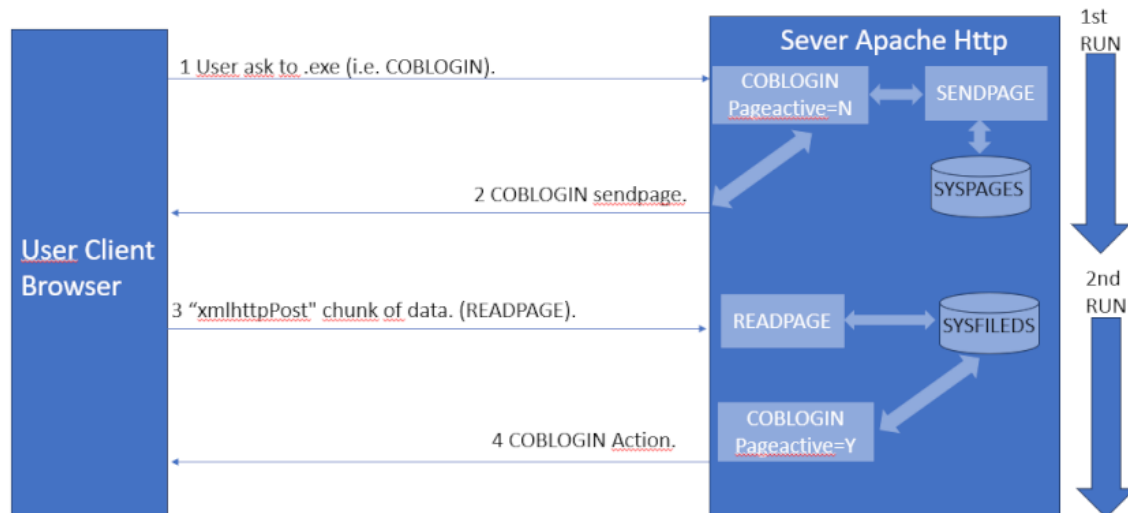 1st
RUN
Sever Apache Http
1 User ask to .exe (i.e. COBLOGIN).
COBLOGIN
Pageactive=N
SENDPAGE
2 COBLOGIN sendpage.
SYSPAGES
User Client
Browser
2nd
RUN
3 “xmlhttpPost" chunk of data. (READPAGE).
READPAGE
SYSFILEDS
COBLOGIN
Pageactive=Y
4 COBLOGIN Action.